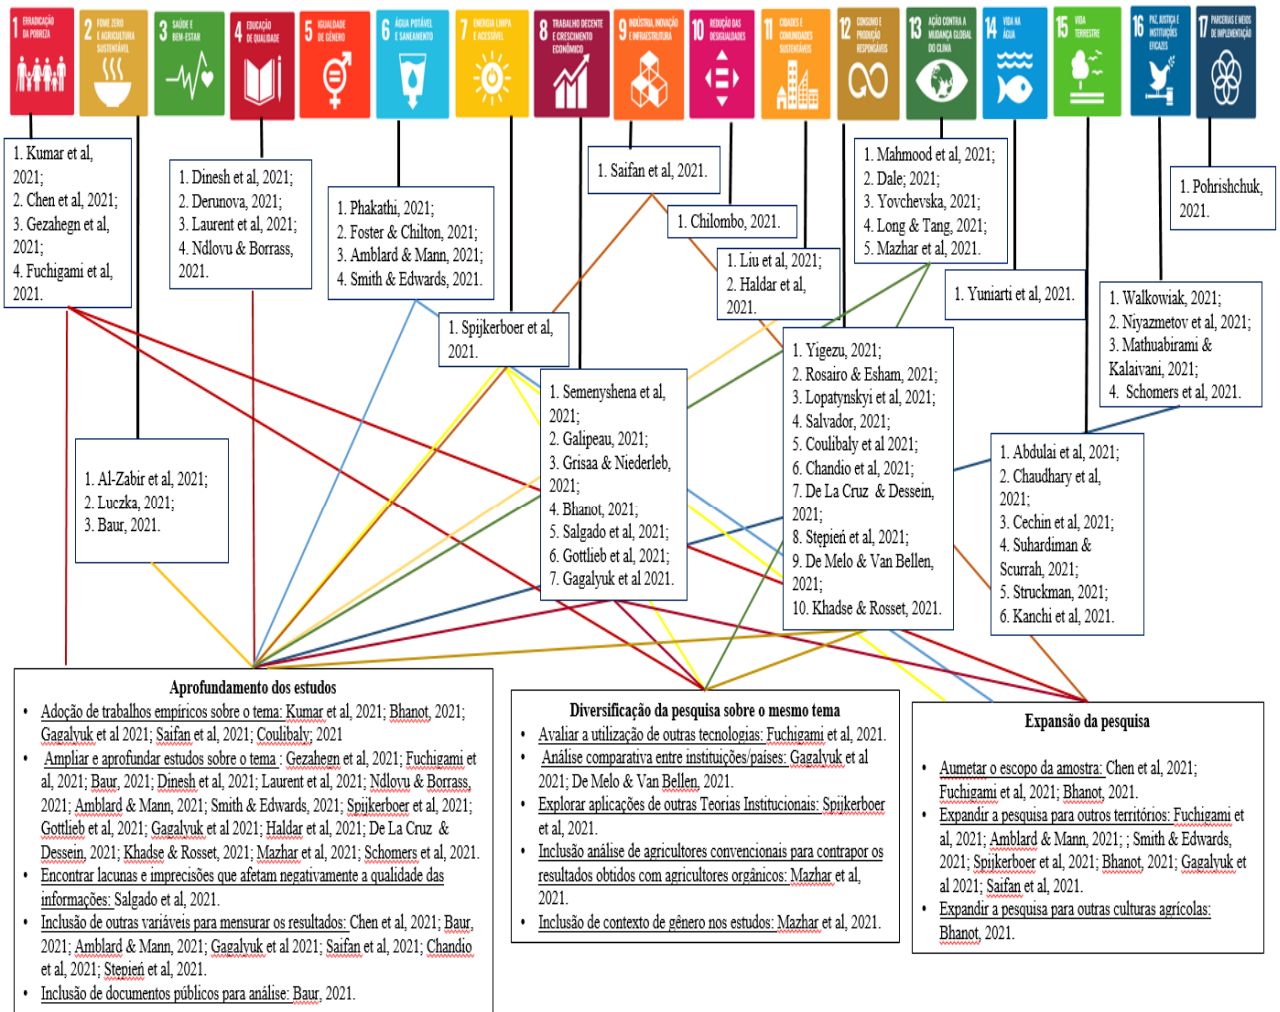 1 ERRADICAÇÃO
DA POBREZA
2 FOME ZERO
E AGRICULTURA
SUSTENTÁVEL
3 SAÚDE E
BEM-ESTAR
4 EDUCAÇÃO
DE QUALIDADE
5 IGUALDADE
DE GÊNERO
6 ÁGUA POTÁVEL
E SANEAMENTO
7 ENERGIA LIMPA
E ACESSÍVEL
8 TRABALHO DECENTE
E CRESCIMENTO
ECONÔMICO
9 INDÚSTRIA, INOVAÇÃO
E INFRAESTRUTURA
10 REDUÇÃO DAS
DESIGUALDADES
11 CIDADES E
COMUNIDADES
SUSTENTÁVEIS
12 CONSUMO E
PRODUÇÃO
RESPONSÁVEIS
13 AÇÃO CONTRA A
MUDANÇA GLOBAL
DO CLIMA
14 VIDA NA
ÁGUA
15 VIDA
TERRESTRE
16 PAZ, JUSTIÇA E
INSTITUIÇÕES
EFICAZES
17 PARCERIAS E MEIOS
DE IMPLEMENTAÇÃO
1. Kumar et al,
2021;
2. Chen et al, 2021;
3. Gezahegn et al,
2021;
4. Fuchigami et al,
2021.
1. Dinesh et al, 2021;
2. Derunova, 2021;
3. Laurent et al, 2021;
4. Ndlovu & Borrass,
2021.
1. Phakathi, 2021;
2. Foster & Chilton, 2021;
3. Amblard & Mann, 2021;
4. Smith & Edwards, 2021.
1. Saifan et al, 2021.
1. Chilombo, 2021.
1. Liu et al, 2021;
2. Haldar et al,
2021.
1. Mahmood et al, 2021;
2. Dale; 2021;
3. Yovchevska, 2021;
4. Long & Tang, 2021;
5. Mazhar et al, 2021.
1. Yuniarti et al, 2021.
1. Pohrishchuk,
2021.
1. Walkowiak, 2021;
2. Niyazmetov et al, 2021;
3. Mathuabirami &
Kalaivani, 2021;
4. Schomers et al, 2021.
1. Spijkerboer et al,
2021.
1. Semenyshena et al,
2021;
2. Galipeau, 2021;
3. Grisaa & Niederleb,
2021;
4. Bhanot, 2021;
5. Salgado et al, 2021;
6. Gottlieb et al, 2021;
7. Gagalyuk et al 2021.
1. Yigezu, 2021;
2. Rosairo & Esham, 2021;
3. Lopatynskyi et al, 2021;
4. Salvador, 2021;
5. Coulibaly et al 2021;
6. Chandio et al, 2021;
7. De La Cruz & Dessein,
2021;
8. Stępień et al, 2021;
9. De Melo & Van Bellen,
2021;
10. Khadse & Rosset, 2021.
1. Al-Zabir et al, 2021;
2. Luczka, 2021;
3. Baur, 2021.
1. Abdulai et al, 2021;
2. Chaudhary et al,
2021;
3. Cechin et al, 2021;
4. Suhardiman &
Scurrah, 2021;
5. Struckman, 2021;
6. Kanchi et al, 2021.
Aprofundamento dos estudos
• Adoção de trabalhos empíricos sobre o tema: Kumar et al, 2021; Bhanot, 2021;
Gagalyuk et al 2021; Saifan et al, 2021; Coulibaly; 2021
• Ampliar e aprofundar estudos sobre o tema : Gezahegn et al, 2021; Fuchigami et
al, 2021; Baur, 2021; Dinesh et al, 2021; Laurent et al, 2021; Ndlovu & Borrass,
2021; Amblard & Mann, 2021; Smith & Edwards, 2021; Spijkerboer et al, 2021;
Gottlieb et al, 2021; Gagalyuk et al 2021; Haldar et al, 2021; De La Cruz &
Dessein, 2021; Khadse & Rosset, 2021; Mazhar et al, 2021; Schomers et al, 2021.
• Encontrar lacunas e imprecisões que afetam negativamente a qualidade das
informações: Salgado et al, 2021.
• Inclusão de outras variáveis para mensurar os resultados: Chen et al, 2021; Baur,
2021; Amblard & Mann, 2021; Gagalyuk et al 2021; Saifan et al, 2021; Chandio
et al, 2021; Stępień et al, 2021.
• Inclusão de documentos públicos para análise: Baur, 2021.
Diversificação da pesquisa sobre o mesmo tema
• Avaliar a utilização de outras tecnologias: Fuchigami et al, 2021.
• Análise comparativa entre instituições/países: Gagalyuk et al
2021; De Melo & Van Bellen, 2021.
• Explorar aplicações de outras Teorias Institucionais: Spijkerboer
et al, 2021.
• Inclusão análise de agricultores convencionais para contrapor os
resultados obtidos com agricultores orgânicos: Mazhar et al,
2021.
• Inclusão de contexto de gênero nos estudos: Mazhar et al, 2021.
Expansão da pesquisa
• Aumetar o escopo da amostra: Chen et al, 2021;
Fuchigami et al, 2021; Bhanot, 2021.
• Expandir a pesquisa para outros territórios: Fuchigami et
al, 2021; Amblard & Mann, 2021; ; Smith & Edwards,
2021; Spijkerboer et al, 2021; Bhanot, 2021; Gagalyuk et
al 2021; Saifan et al, 2021.
• Expandir a pesquisa para outras culturas agrícolas:
Bhanot, 2021.